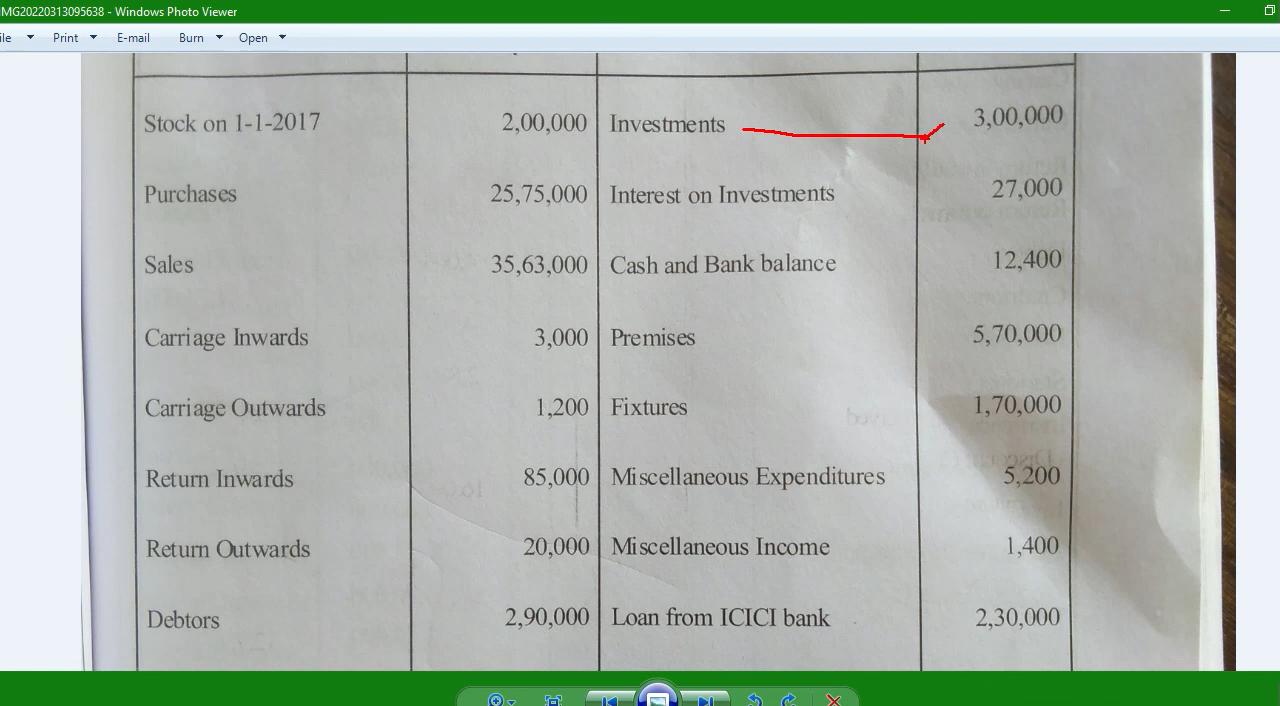 MG20220313095638 - Windows Photo Viewer
ile Print E-mail Burn Open
Stock on 1-1-2017 2,00,000 Investments 3,00,000
Purchases 25,75,000 Interest on Investments 27,000
Sales 35,63,000 Cash and Bank balance 12,400
Carriage Inwards 3,000 Premises 5,70,000
Carriage Outwards 1,200 Fixtures 1,70,000
Return Inwards 85,000 Miscellaneous Expenditures 5,200
Return Outwards 20,000 Miscellaneous Income 1,400
Debtors 2,90,000 Loan from ICICI bank 2,30,000